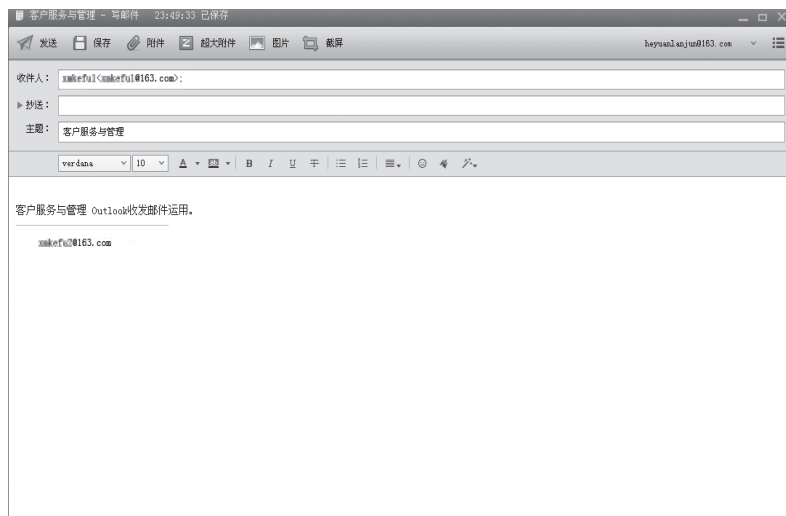 客户服务与管理 - 写邮件 23:49:33 已保存
发送 保存 附件 超大附件 图片 截屏 heyuanlanjun@163.com
收件人： xmkefu1<xmkefu1@163.com>;
抄送：
主题： 客户服务与管理
verdana 10 A ab B I U
客户服务与管理 Outlook收发邮件运用。
xmkefu2@163.com